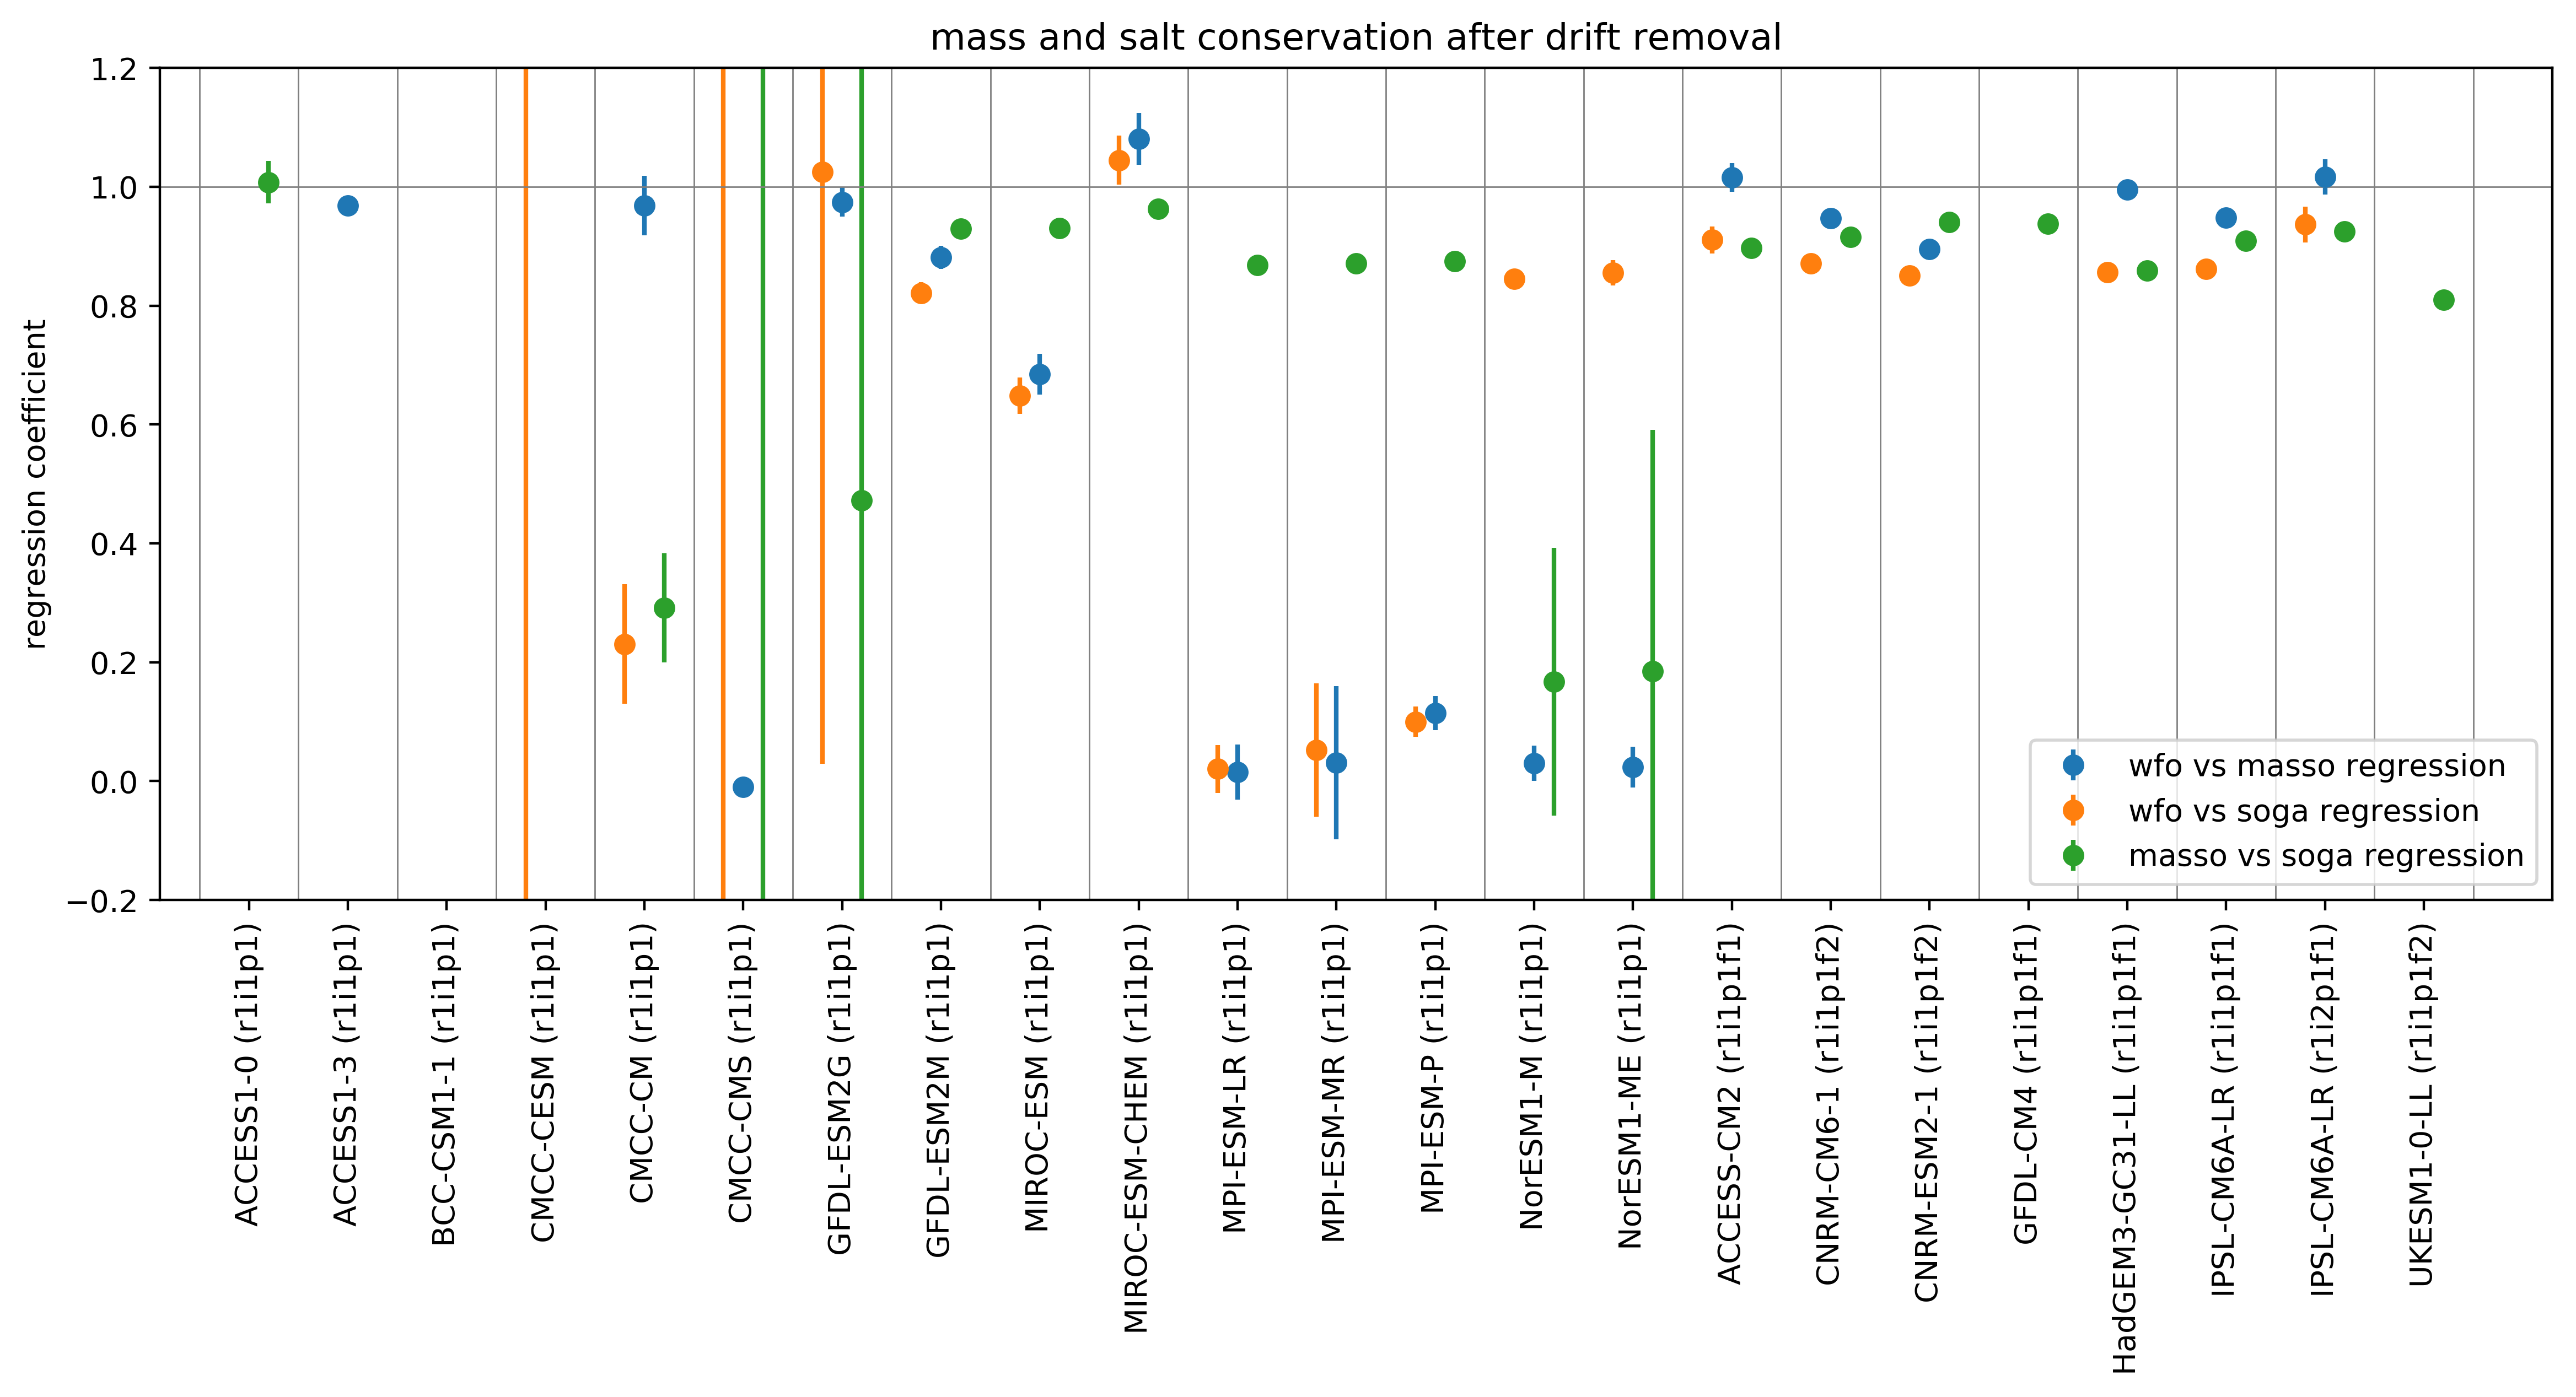 mass and salt conservation after drift removal
regression coefficient
1.2
1.0
0.8
0.6
0.4
0.2
0.0
−0.2
wfo vs masso regression
wfo vs soga regression
masso vs soga regression
ACCESS1-0 (r1i1p1)
ACCESS1-3 (r1i1p1)
BCC-CSM1-1 (r1i1p1)
CMCC-CESM (r1i1p1)
CMCC-CM (r1i1p1)
CMCC-CMS (r1i1p1)
GFDL-ESM2G (r1i1p1)
GFDL-ESM2M (r1i1p1)
MIROC-ESM (r1i1p1)
MIROC-ESM-CHEM (r1i1p1)
MPI-ESM-LR (r1i1p1)
MPI-ESM-MR (r1i1p1)
MPI-ESM-P (r1i1p1)
NorESM1-M (r1i1p1)
NorESM1-ME (r1i1p1)
ACCESS-CM2 (r1i1p1f1)
CNRM-CM6-1 (r1i1p1f2)
CNRM-ESM2-1 (r1i1p1f2)
GFDL-CM4 (r1i1p1f1)
HadGEM3-GC31-LL (r1i1p1f1)
IPSL-CM6A-LR (r1i1p1f1)
IPSL-CM6A-LR (r1i2p1f1)
UKESM1-0-LL (r1i1p1f2)